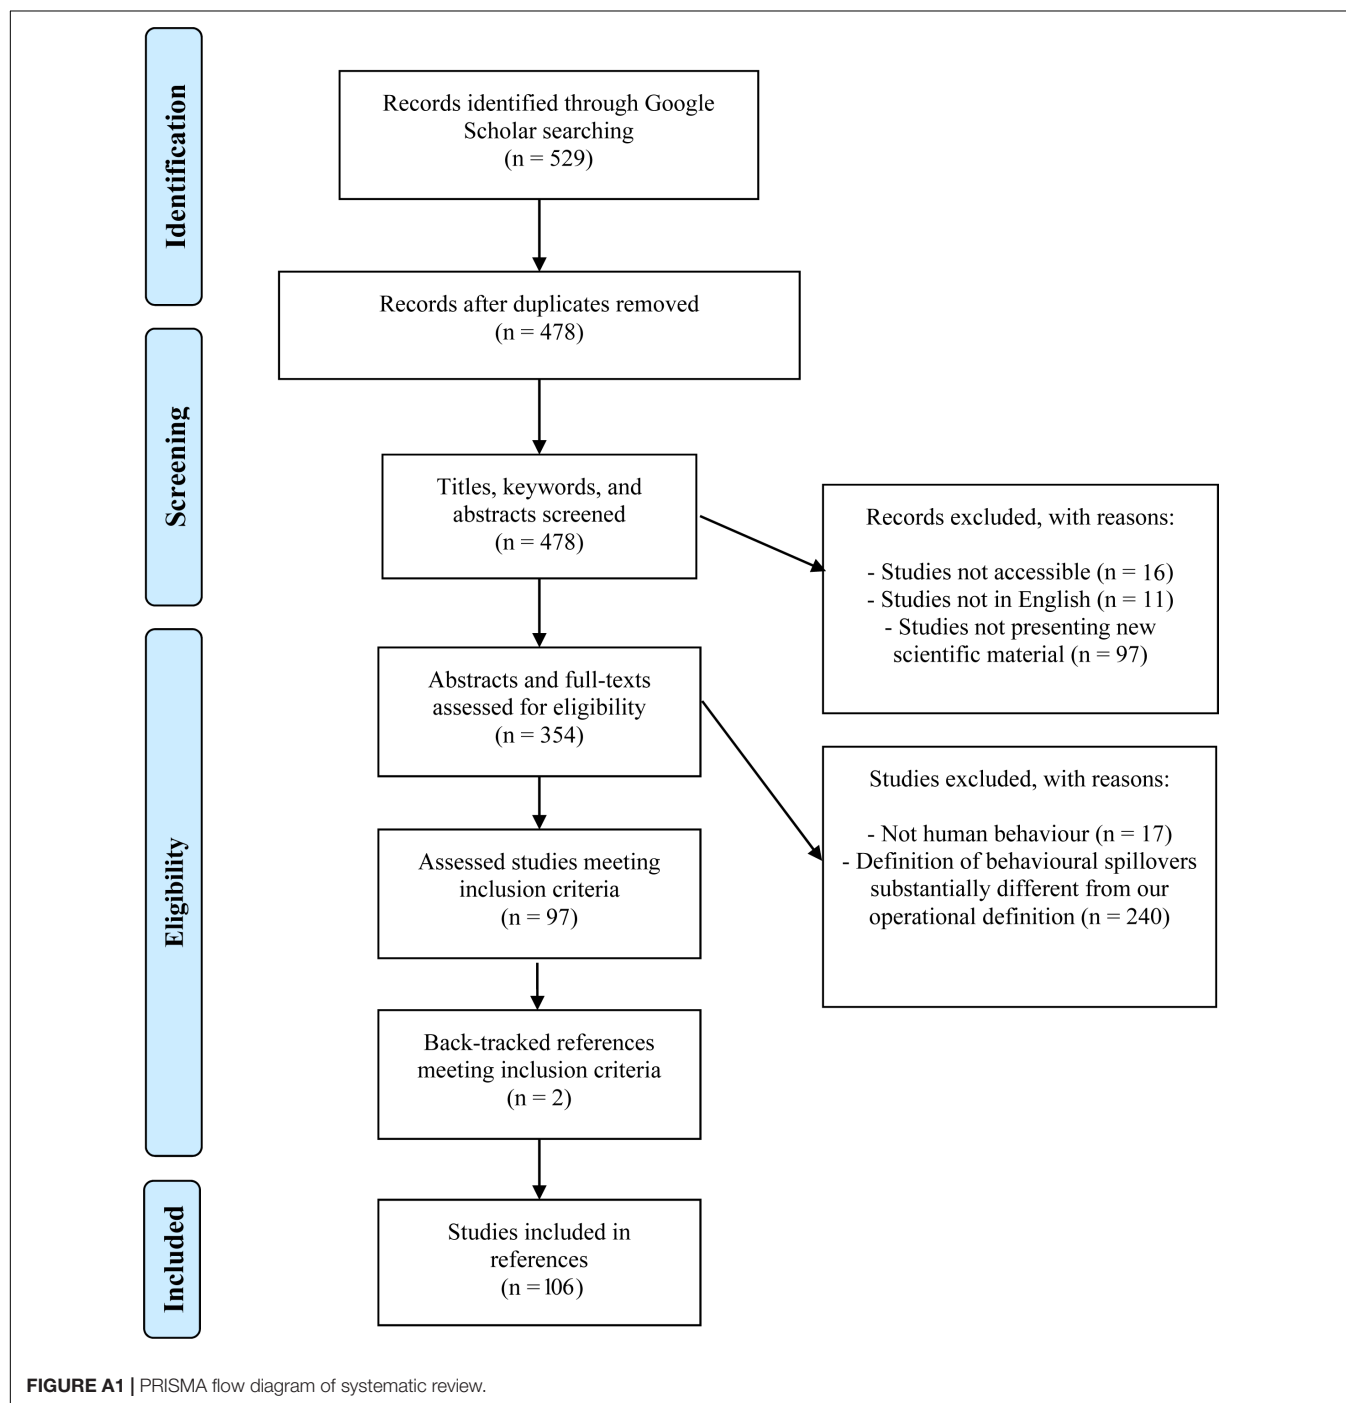 Identification
Records identified through Google
Scholar searching
(n = 529)
Records after duplicates removed
(n = 478)
Screening
Titles, keywords, and
abstracts screened
(n = 478)
Records excluded, with reasons:
- Studies not accessible (n = 16)
- Studies not in English (n = 11)
- Studies not presenting new
scientific material (n = 97)
Eligibility
Abstracts and full-texts
assessed for eligibility
(n = 354)
Studies excluded, with reasons:
- Not human behaviour (n = 17)
- Definition of behavioural spillovers
substantially different from our
operational definition (n = 240)
Assessed studies meeting
inclusion criteria
(n = 97)
Back-tracked references
meeting inclusion criteria
(n = 2)
Included
Studies included in
references
(n =106)
FIGURE A1 | PRISMA flow diagram of systematic review.